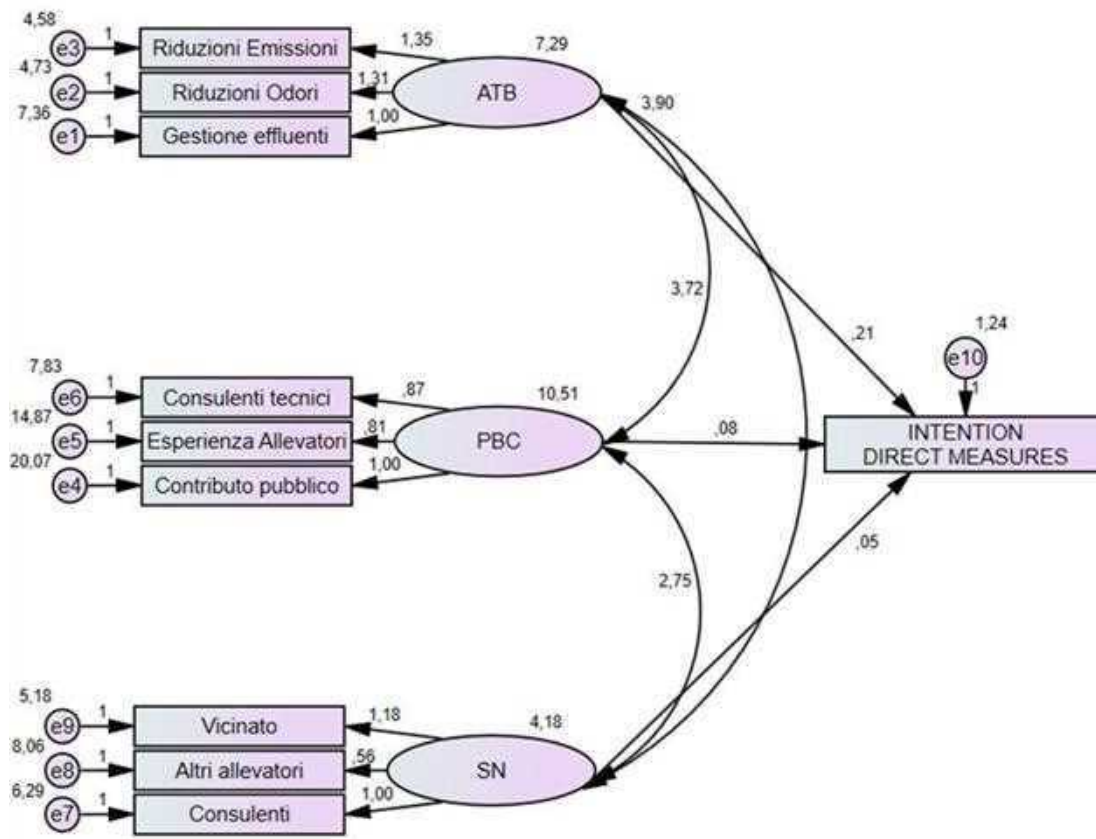 4,58
e3
1
Riduzioni Emissioni
1,35
7,29
4,73
e2
1
Riduzioni Odori
1,31
ATB
3,90
7,36
e1
1
Gestione effluenti
1,00
3,72
,21
1,24
e10
1
7,83
e6
1
Consulenti tecnici
,87
10,51
14,87
e5
1
Esperienza Allevatori
,81
PBC
,08
INTENTION
DIRECT MEASURES
20,07
e4
1
Contributo pubblico
1,00
,05
2,75
5,18
e9
1
Vicinato
1,18
4,18
8,06
e8
1
Altri allevatori
,56
SN
6,29
e7
1
Consulenti
1,00